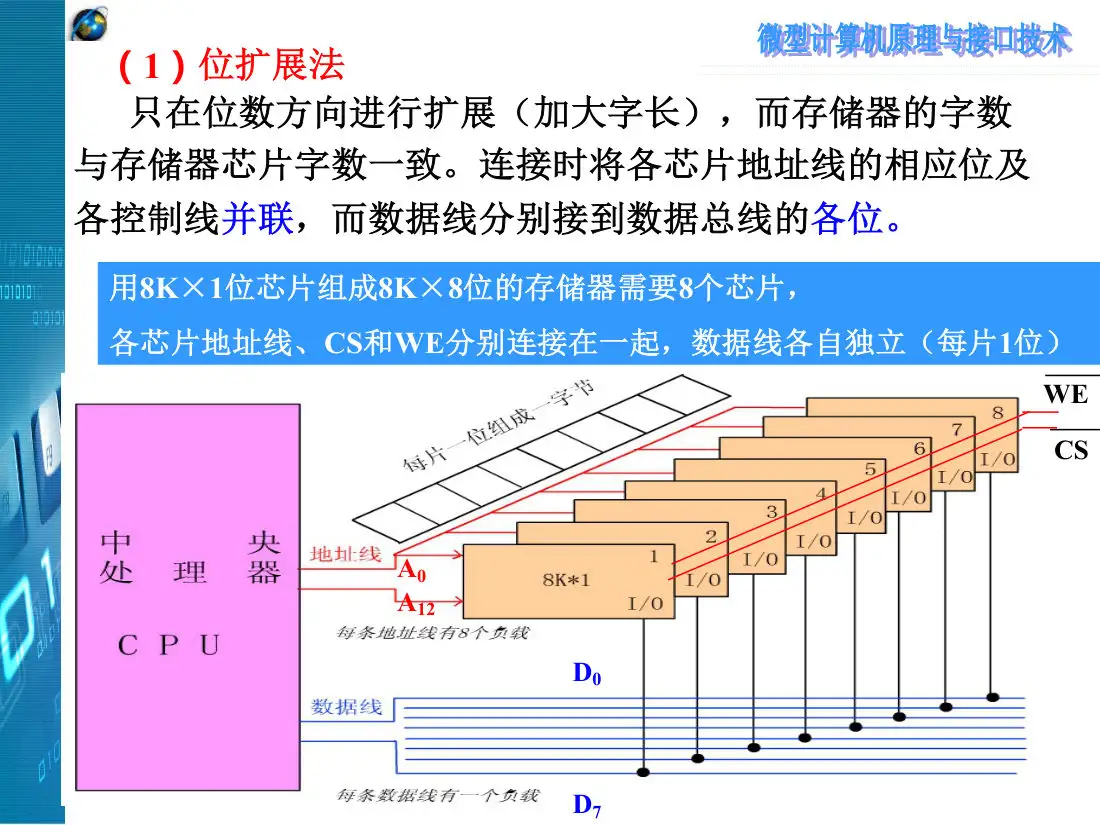 微型计算机原理与接口技术
（1）位扩展法
只在位数方向进行扩展（加大字长），而存储器的字数
与存储器芯片字数一致。连接时将各芯片地址线的相应位及
各控制线并联，而数据线分别接到数据总线的各位。
用8K×1位芯片组成8K×8位的存储器需要8个芯片，
各芯片地址线、CS和WE分别连接在一起，数据线各自独立（每片1位）
WE
CS
每片一位组成一字节
8
I/O
7
I/O
6
I/O
5
I/O
4
I/O
3
I/O
2
I/O
1
8K*1
I/O
中 央
处 理 器
C P U
地址线
A0
A12
每条地址线有8个负载
D0
数据线
每条数据线有一个负载
D7